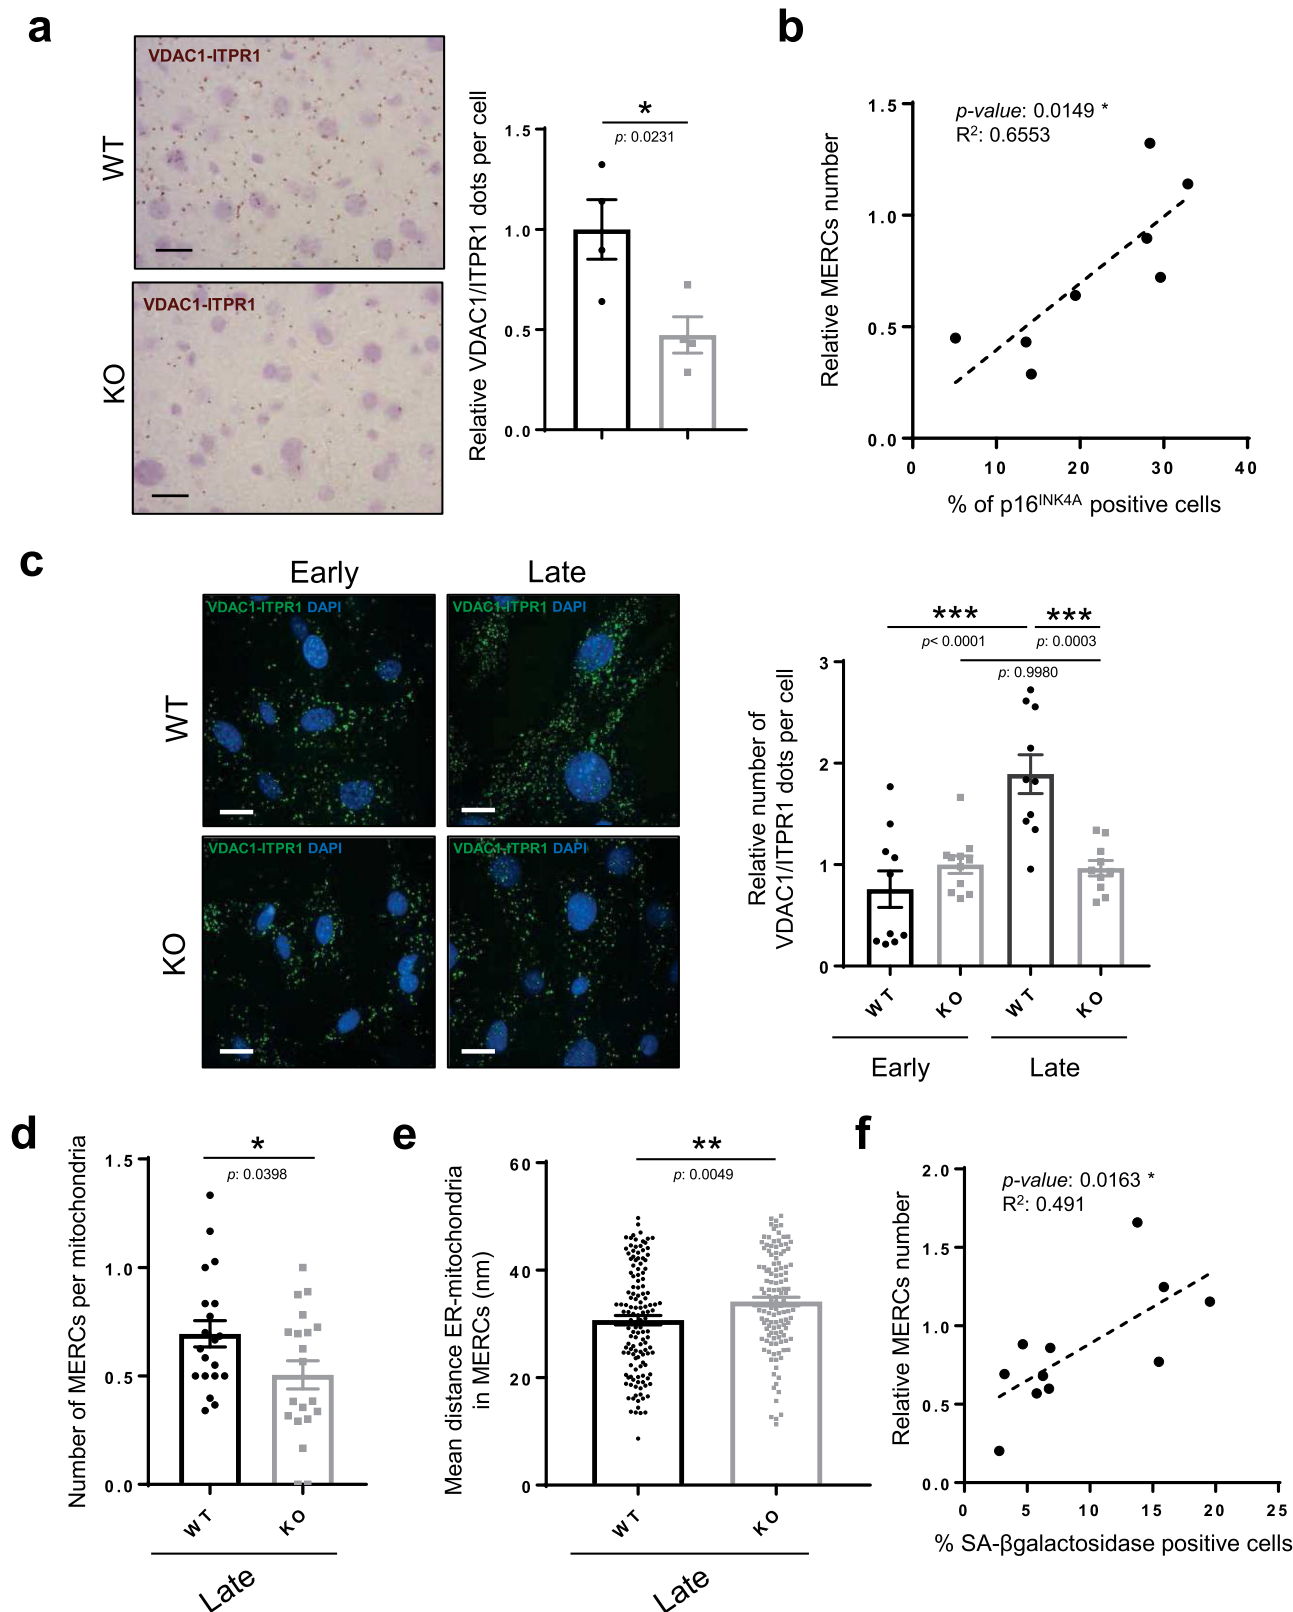 a
VDAC1-ITPR1
WT
VDAC1-ITPR1
KO
Relative VDAC1/ITPR1 dots per cell
*
p: 0.0231
1.5
1.0
0.5
0.0
b
Relative MERCs number
p-value: 0.0149 *
R2: 0.6553
1.5
1.0
0.5
0.0
0 10 20 30 40
% of p16INK4A positive cells
c
Early Late
WT
VDAC1-ITPR1 DAPI
VDAC1-ITPR1 DAPI
KO
VDAC1-ITPR1 DAPI
VDAC1-ITPR1 DAPI
Relative number of
VDAC1/ITPR1 dots per cell
*** ***
p< 0.0001 p: 0.0003
p: 0.9980
3
2
1
0
WT KO WT KO
Early Late
d
Number of MERCs per mitochondria
*
p: 0.0398
1.5
1.0
0.5
0.0
WT KO
Late
e
Mean distance ER-mitochondria
in MERCs (nm)
**
p: 0.0049
60
40
20
0
WT KO
Late
f
Relative MERCs number
p-value: 0.0163 *
R2: 0.491
2.0
1.5
1.0
0.5
0.0
0 5 10 15 20 25
% SA-βgalactosidase positive cells